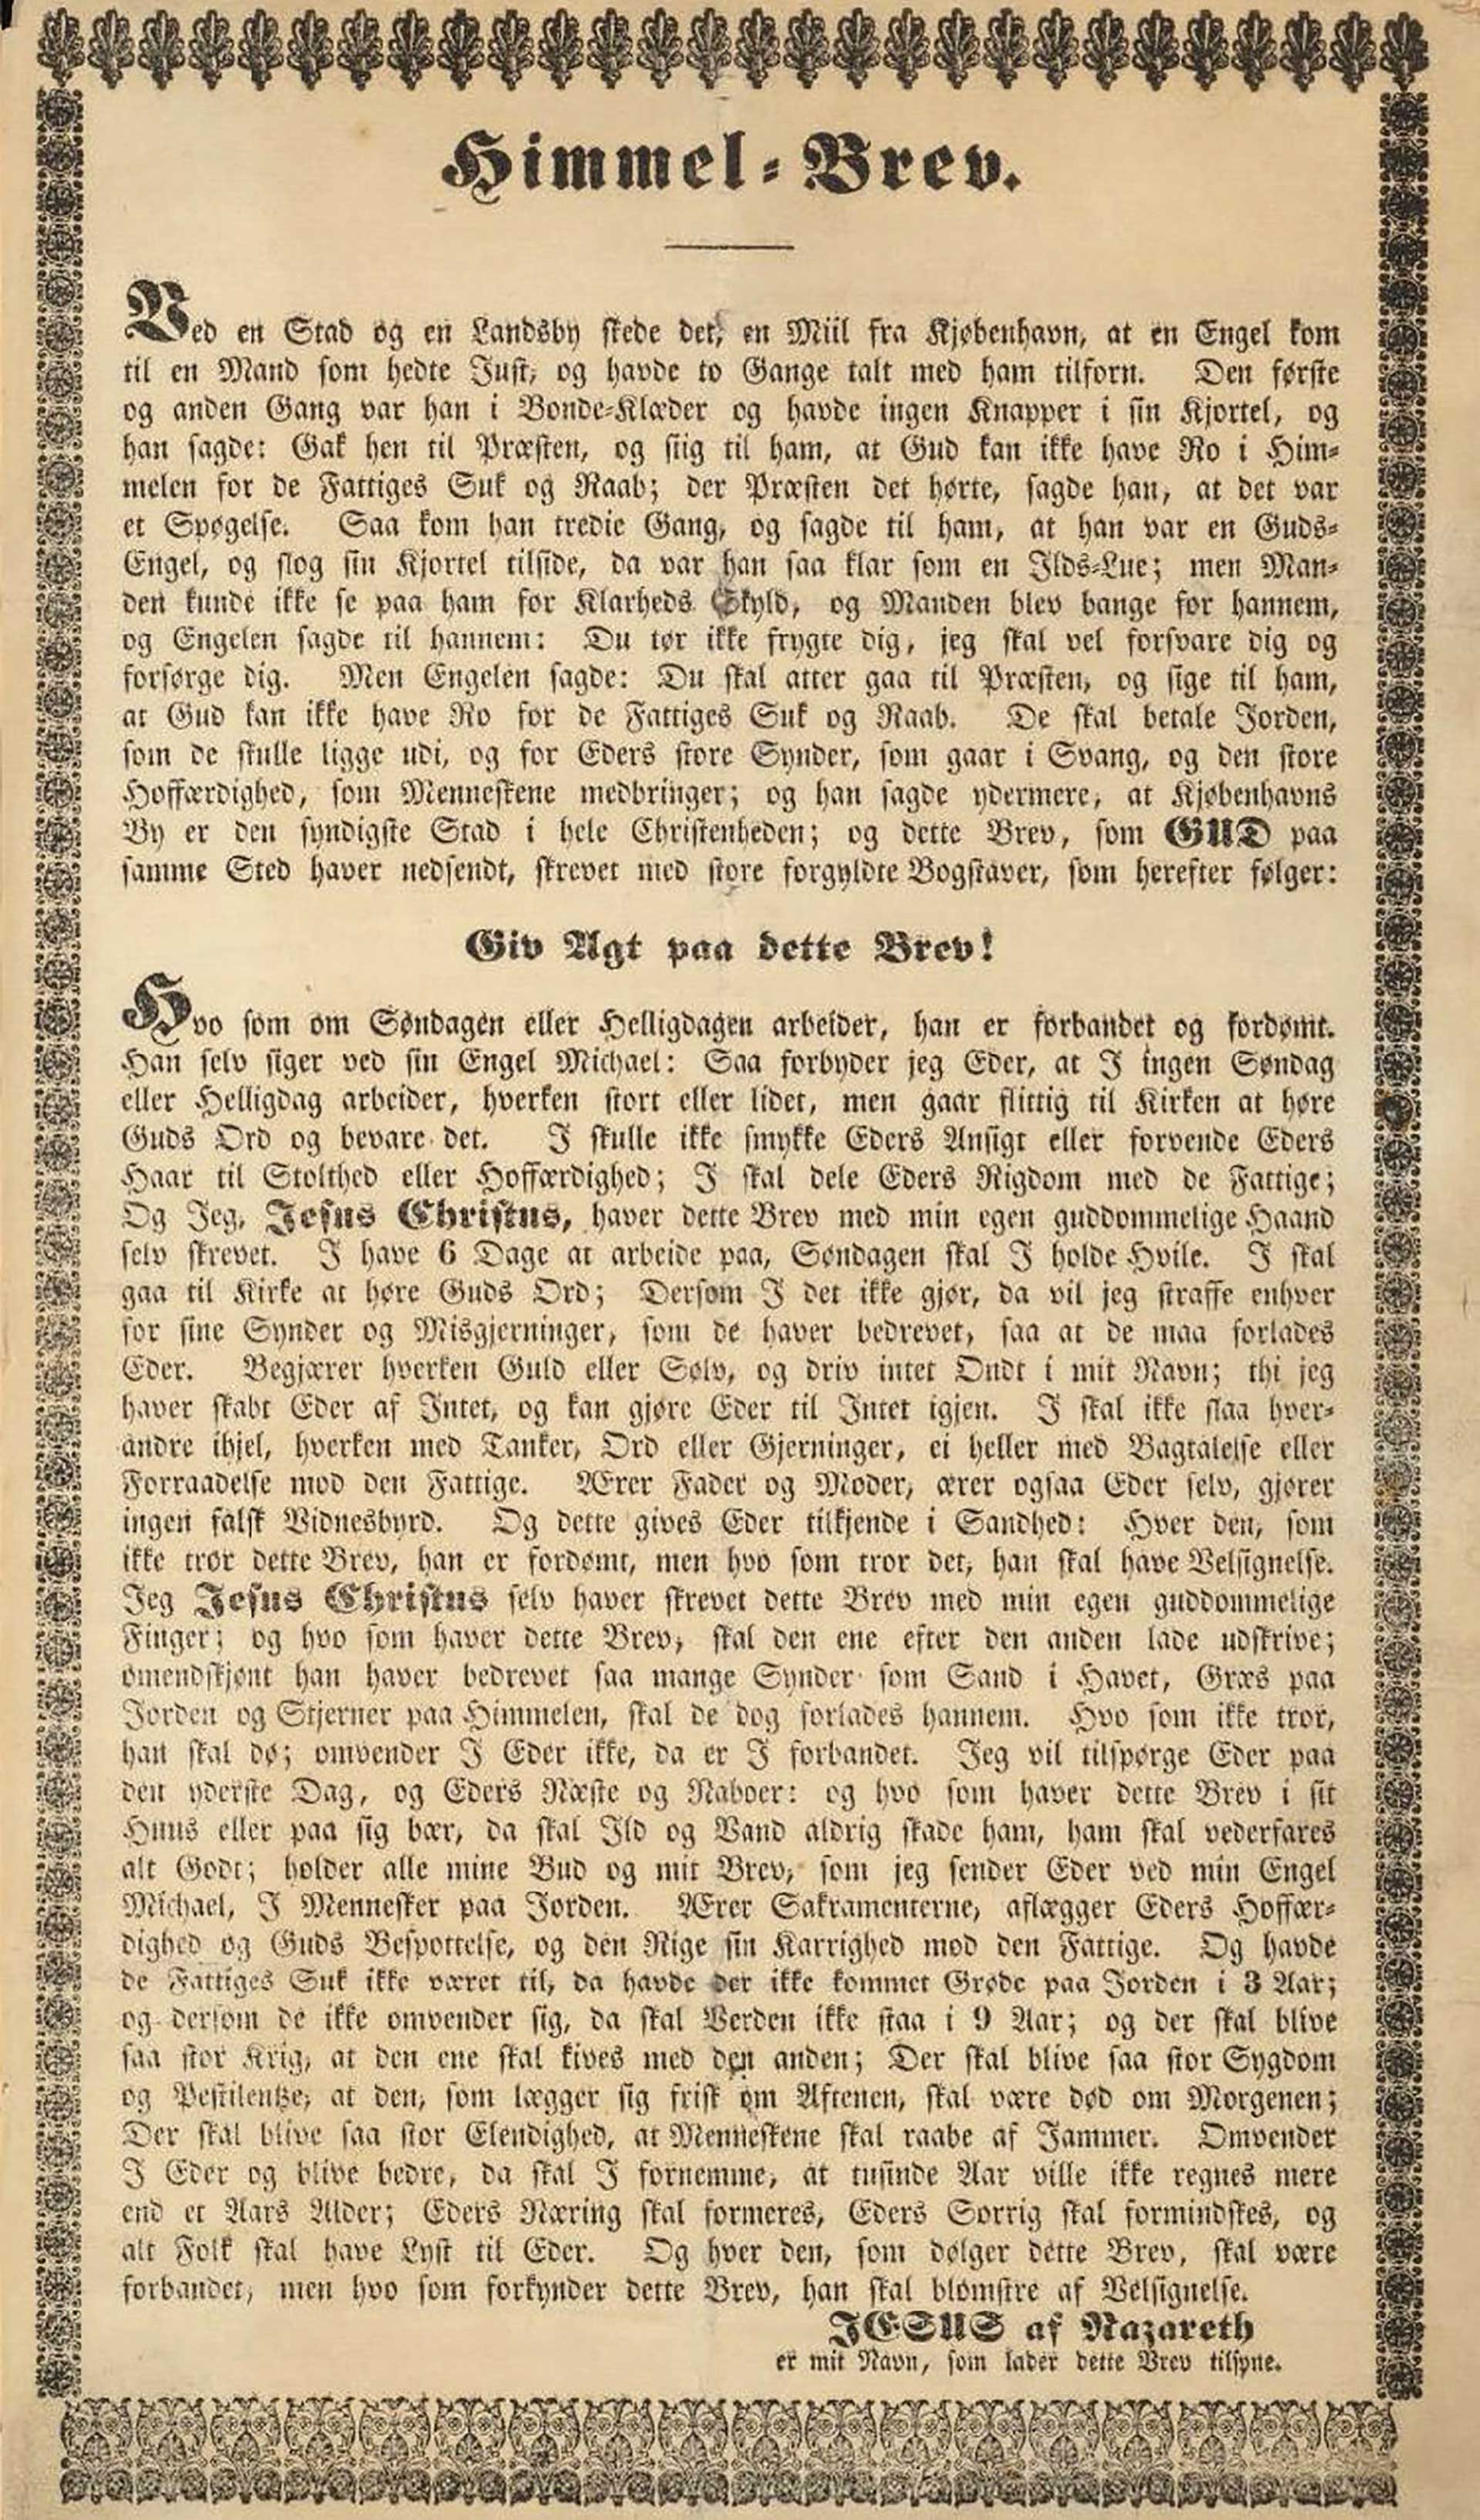 Himmel-Brev.
Ved en Stad og en Landsby skede det, en Miil fra Kjøbenhavn, at en Engel kom
til en Mand som hedte Just, og havde to Gange talt med ham tilforn. Den første
og anden Gang var han i Bonde-Klæder og havde ingen Knapper i sin Kjortel, og
han sagde: Gak hen til Præsten, og siig til ham, at Gud kan ikke have Ro i Him-
melen for de Fattiges Suk og Raab; der Præsten det hørte, sagde han, at det var
et Spøgelse. Saa kom han tredie Gang, og sagde til ham, at han var en Guds-
Engel, og slog sin Kjortel tilside, da var han saa klar som en Ilds-Lue; men Man-
den kunde ikke se paa ham for Klarheds Skyld, og Manden blev bange for hannem,
og Engelen sagde til hannem: Du tør ikke frygte dig, jeg skal vel forsvare dig og
forsørge dig. Men Engelen sagde: Du skal atter gaa til Præsten, og sige til ham,
at Gud kan ikke have Ro for de Fattiges Suk og Raab. De skal betale Jorden,
som de skulle ligge udi, og for Eders store Synder, som gaar i Svang, og den store
Hoffærdighed, som Menneskene medbringer; og han sagde ydermere, at Kjøbenhavns
By er den syndigste Stad i hele Christenheden; og dette Brev, som GUD paa
samme Sted haver nedsendt, skrevet med store forgyldte Bogstaver, som herefter følger:
Giv Agt paa dette Brev!
Hvo som om Søndagen eller Helligdagen arbeider, han er forbandet og fordømt.
Han selv siger ved sin Engel Michael: Saa forbyder jeg Eder, at I ingen Søndag
eller Helligdag arbeider, hverken stort eller lidet, men gaar flittig til Kirken at høre
Guds Ord og bevare det. I skulle ikke smykke Eders Ansigt eller forvende Eders
Haar til Stolthed eller Hoffærdighed; I skal dele Eders Rigdom med de Fattige;
Og Jeg, Jesus Christus, haver dette Brev med min egen guddommelige Haand
selv skrevet. I have 6 Dage at arbeide paa, Søndagen skal I holde Hvile. I skal
gaa til Kirke at høre Guds Ord; Dersom I det ikke gjør, da vil jeg straffe enhver
for sine Synder og Misgjerninger, som de haver bedrevet, saa at de maa forlades
Eder. Begjærer hverken Guld eller Sølv, og driv intet Ondt i mit Navn; thi jeg
haver skabt Eder af Intet, og kan gjøre Eder til Intet igjen. I skal ikke slaa hver-
andre ihjel, hverken med Tanker, Ord eller Gjerninger, ei heller med Bagtalelse eller
Forraadelse mod den Fattige. Ærer Fader og Moder, ærer ogsaa Eder selv, gjører
ingen falsk Vidnesbyrd. Og dette gives Eder tilkjende i Sandhed: Hver den, som
ikke tror dette Brev, han er fordømt, men hvo som tror det, han skal have Velsignelse.
Jeg Jesus Christus selv haver skrevet dette Brev med min egen guddommelige
Finger; og hvo som haver dette Brev, skal den ene efter den anden lade udskrive;
omendskjønt han haver bedrevet saa mange Synder som Sand i Havet, Græs paa
Jorden og Stjerner paa Himmelen, skal de dog forlades hannem. Hvo som ikke tror,
han skal dø; omvender I Eder ikke, da er I forbandet. Jeg vil tilspørge Eder paa
den yderste Dag, og Eders Næste og Naboer: og hvo som haver dette Brev i sit
Huus eller paa sig bær, da skal Ild og Vand aldrig skade ham, ham skal vederfares
alt Godt; holder alle mine Bud og mit Brev, som jeg sender Eder ved min Engel
Michael, I Mennesker paa Jorden. Ærer Sakramenterne, aflægger Eders Hoffær-
dighed og Guds Bespottelse, og den Rige sin Karrighed mod den Fattige. Og havde
de Fattiges Suk ikke været til, da havde der ikke kommet Grøde paa Jorden i 3 Aar;
og dersom de ikke omvender sig, da skal Verden ikke staa i 9 Aar; og der skal blive
saa stor Krig, at den ene skal kives med den anden; Der skal blive saa stor Sygdom
og Pestilentze, at den, som lægger sig frisk om Aftenen, skal være død om Morgenen;
Der skal blive saa stor Elendighed, at Menneskene skal raabe af Jammer. Omvender
I Eder og blive bedre, da skal I fornemme, at tusinde Aar ville ikke regnes mere
end et Aars Alder; Eders Næring skal formeres, Eders Sorrig skal formindskes, og
alt Folk skal have Lyst til Eder. Og hver den, som dølger dette Brev, skal være
forbandet, men hvo som forkynder dette Brev, han skal blomstre af Velsignelse.
JESUS af Nazareth
er mit Navn, som lader dette Brev tilsyne.